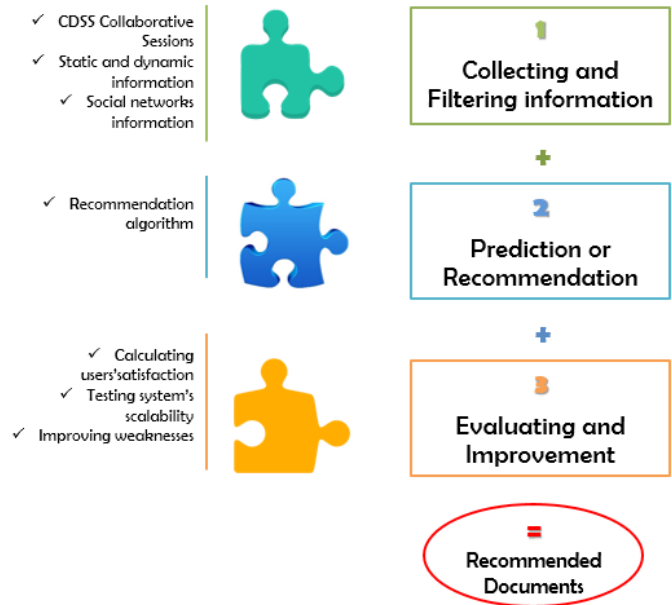 ✓ CDSS Collaborative
Sessions
✓ Static and dynamic
information
✓ Social networks
information
1
Collecting and
Filtering information
+
✓ Recommendation
algorithm
2
Prediction or
Recommendation
+
✓ Calculating
users'satisfaction
✓ Testing system's
scalability
✓ Improving weaknesses
3
Evaluating and
Improvement
=
Recommended
Documents